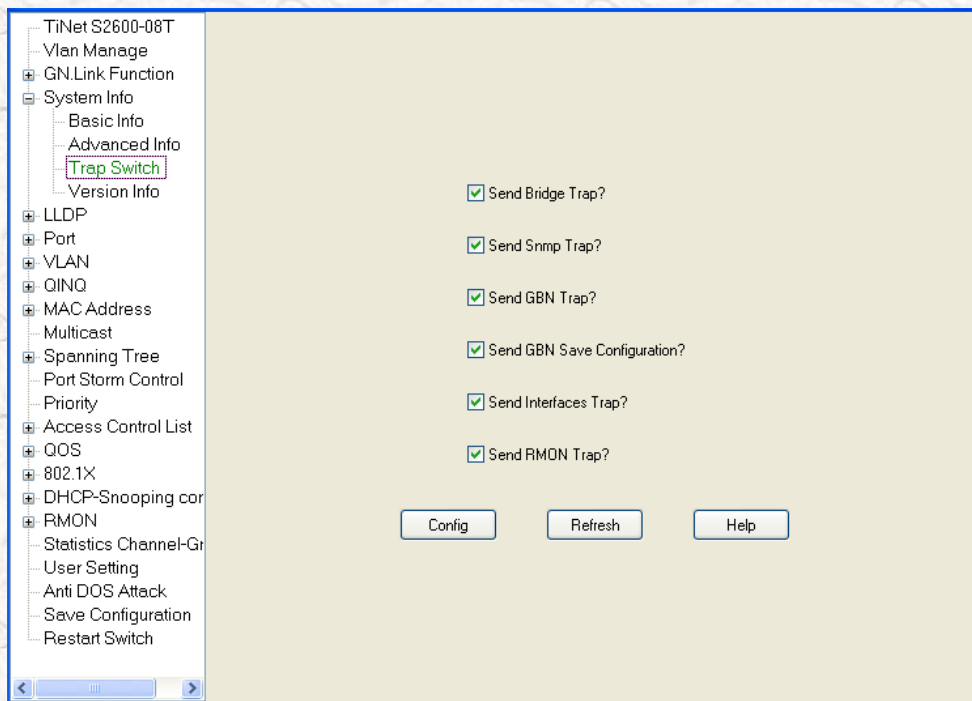 TiNet S2600-08T
Vlan Manage
GN.Link Function
System Info
Basic Info
Advanced Info
Trap Switch
Version Info
LLDP
Port
VLAN
QINQ
MAC Address
Multicast
Spanning Tree
Port Storm Control
Priority
Access Control List
QOS
802.1X
DHCP-Snooping cor
RMON
Statistics Channel-Gr
User Setting
Anti DOS Attack
Save Configuration
Restart Switch
Send Bridge Trap?
Send Snmp Trap?
Send GBN Trap?
Send GBN Save Configuration?
Send Interfaces Trap?
Send RMON Trap?
Config
Refresh
Help